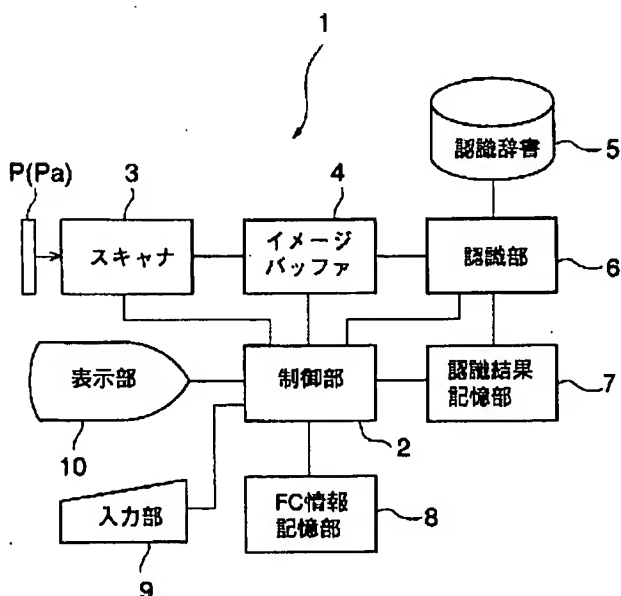 1
認識辞書
5
P(Pa)
3
4
スキャナ
イメージ
バッファ
認識部
6
表示部
制御部
認識結果
記憶部
7
10
2
入力部
FC情報
記憶部
8
9